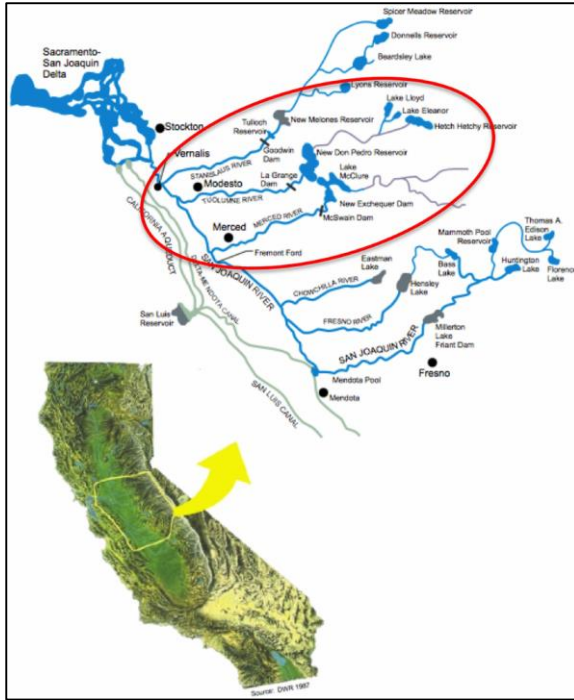 Spicer Meadow Reservoir
Donnells Reservoir
Beardsley Lake
Lyons Reservoir
Sacramento-
San Joaquin
Delta
Stockton
Vernalis
Tulloch
Reservoir
New Melones Reservoir
Lake Lloyd
Lake Eleanor
Hetch Hetchy Reservoir
Goodwin
Dam
STANISLAUS RIVER
New Don Pedro Reservoir
Modesto
La Grange
Dam
Lake
McClure
TUOLUMNE RIVER
New Exchequer Dam
McSwain Dam
Merced
MERCED RIVER
Fremont Ford
CALIFORNIA AQUEDUCT
DELTA-MENDOTA CANAL
SAN JOAQUIN RIVER
Thomas A.
Edison
Lake
Mammoth Pool
Reservoir
Huntington
Lake
Florence
Lake
Bass
Lake
Eastman
Lake
Hensley
Lake
CHOWCHILLA RIVER
FRESNO RIVER
San Luis
Reservoir
SAN JOAQUIN RIVER
Millerton
Lake
Friant Dam
Fresno
Mendota Pool
Mendota
SAN LUIS CANAL
Source: DWR 1987